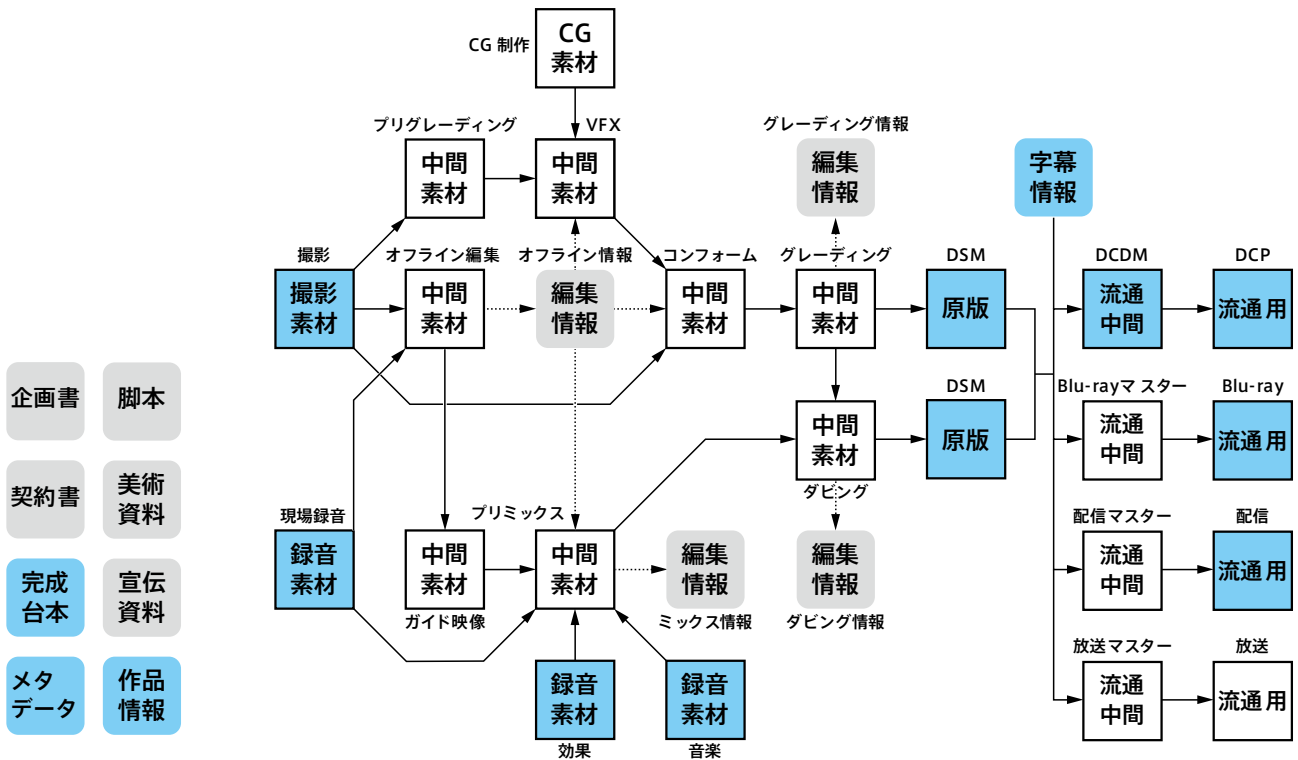 CG 制作
CG
素材
プリグレーディング
中間
素材
VFX
中間
素材
グレーディング情報
編集
情報
字幕
情報
撮影
撮影
素材
オフライン編集
中間
素材
オフライン情報
編集
情報
コンフォーム
中間
素材
グレーディング
中間
素材
DSM
原版
DCDM
流通
中間
DCP
流通用
企画書
脚本
契約書
美術
資料
完成
台本
宣伝
資料
メタ
データ
作品
情報
中間
素材
ダビング
DSM
原版
Blu-rayマスター
流通
中間
Blu-ray
流通用
現場録音
録音
素材
中間
素材
ガイド映像
プリミックス
中間
素材
編集
情報
ミックス情報
編集
情報
ダビング情報
配信マスター
流通
中間
配信
流通用
録音
素材
効果
録音
素材
音楽
放送マスター
流通
中間
放送
流通用